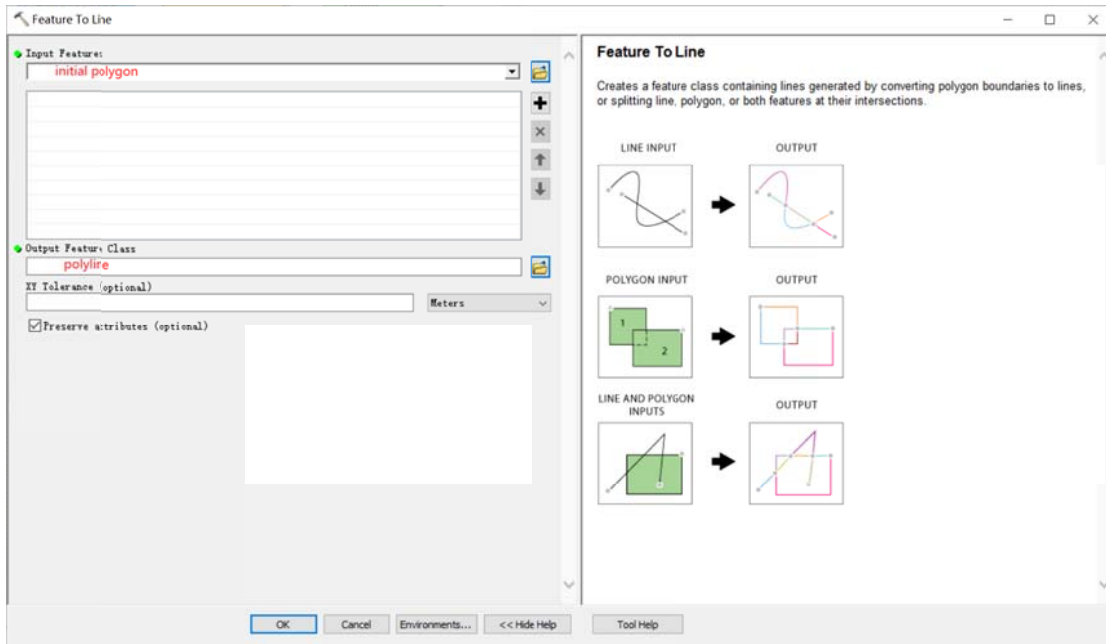 Feature To Line
Input Features
initial polygon
Output Feature Class
polyline
XY Tolerance (optional)
Meters
Preserve attributes (optional)
OK
Cancel
Environments...
<< Hide Help
Tool Help
Feature To Line
Creates a feature class containing lines generated by converting polygon boundaries to lines,
or splitting line, polygon, or both features at their intersections.
LINE INPUT
OUTPUT
POLYGON INPUT
OUTPUT
1
2
LINE AND POLYGON
INPUTS
OUTPUT